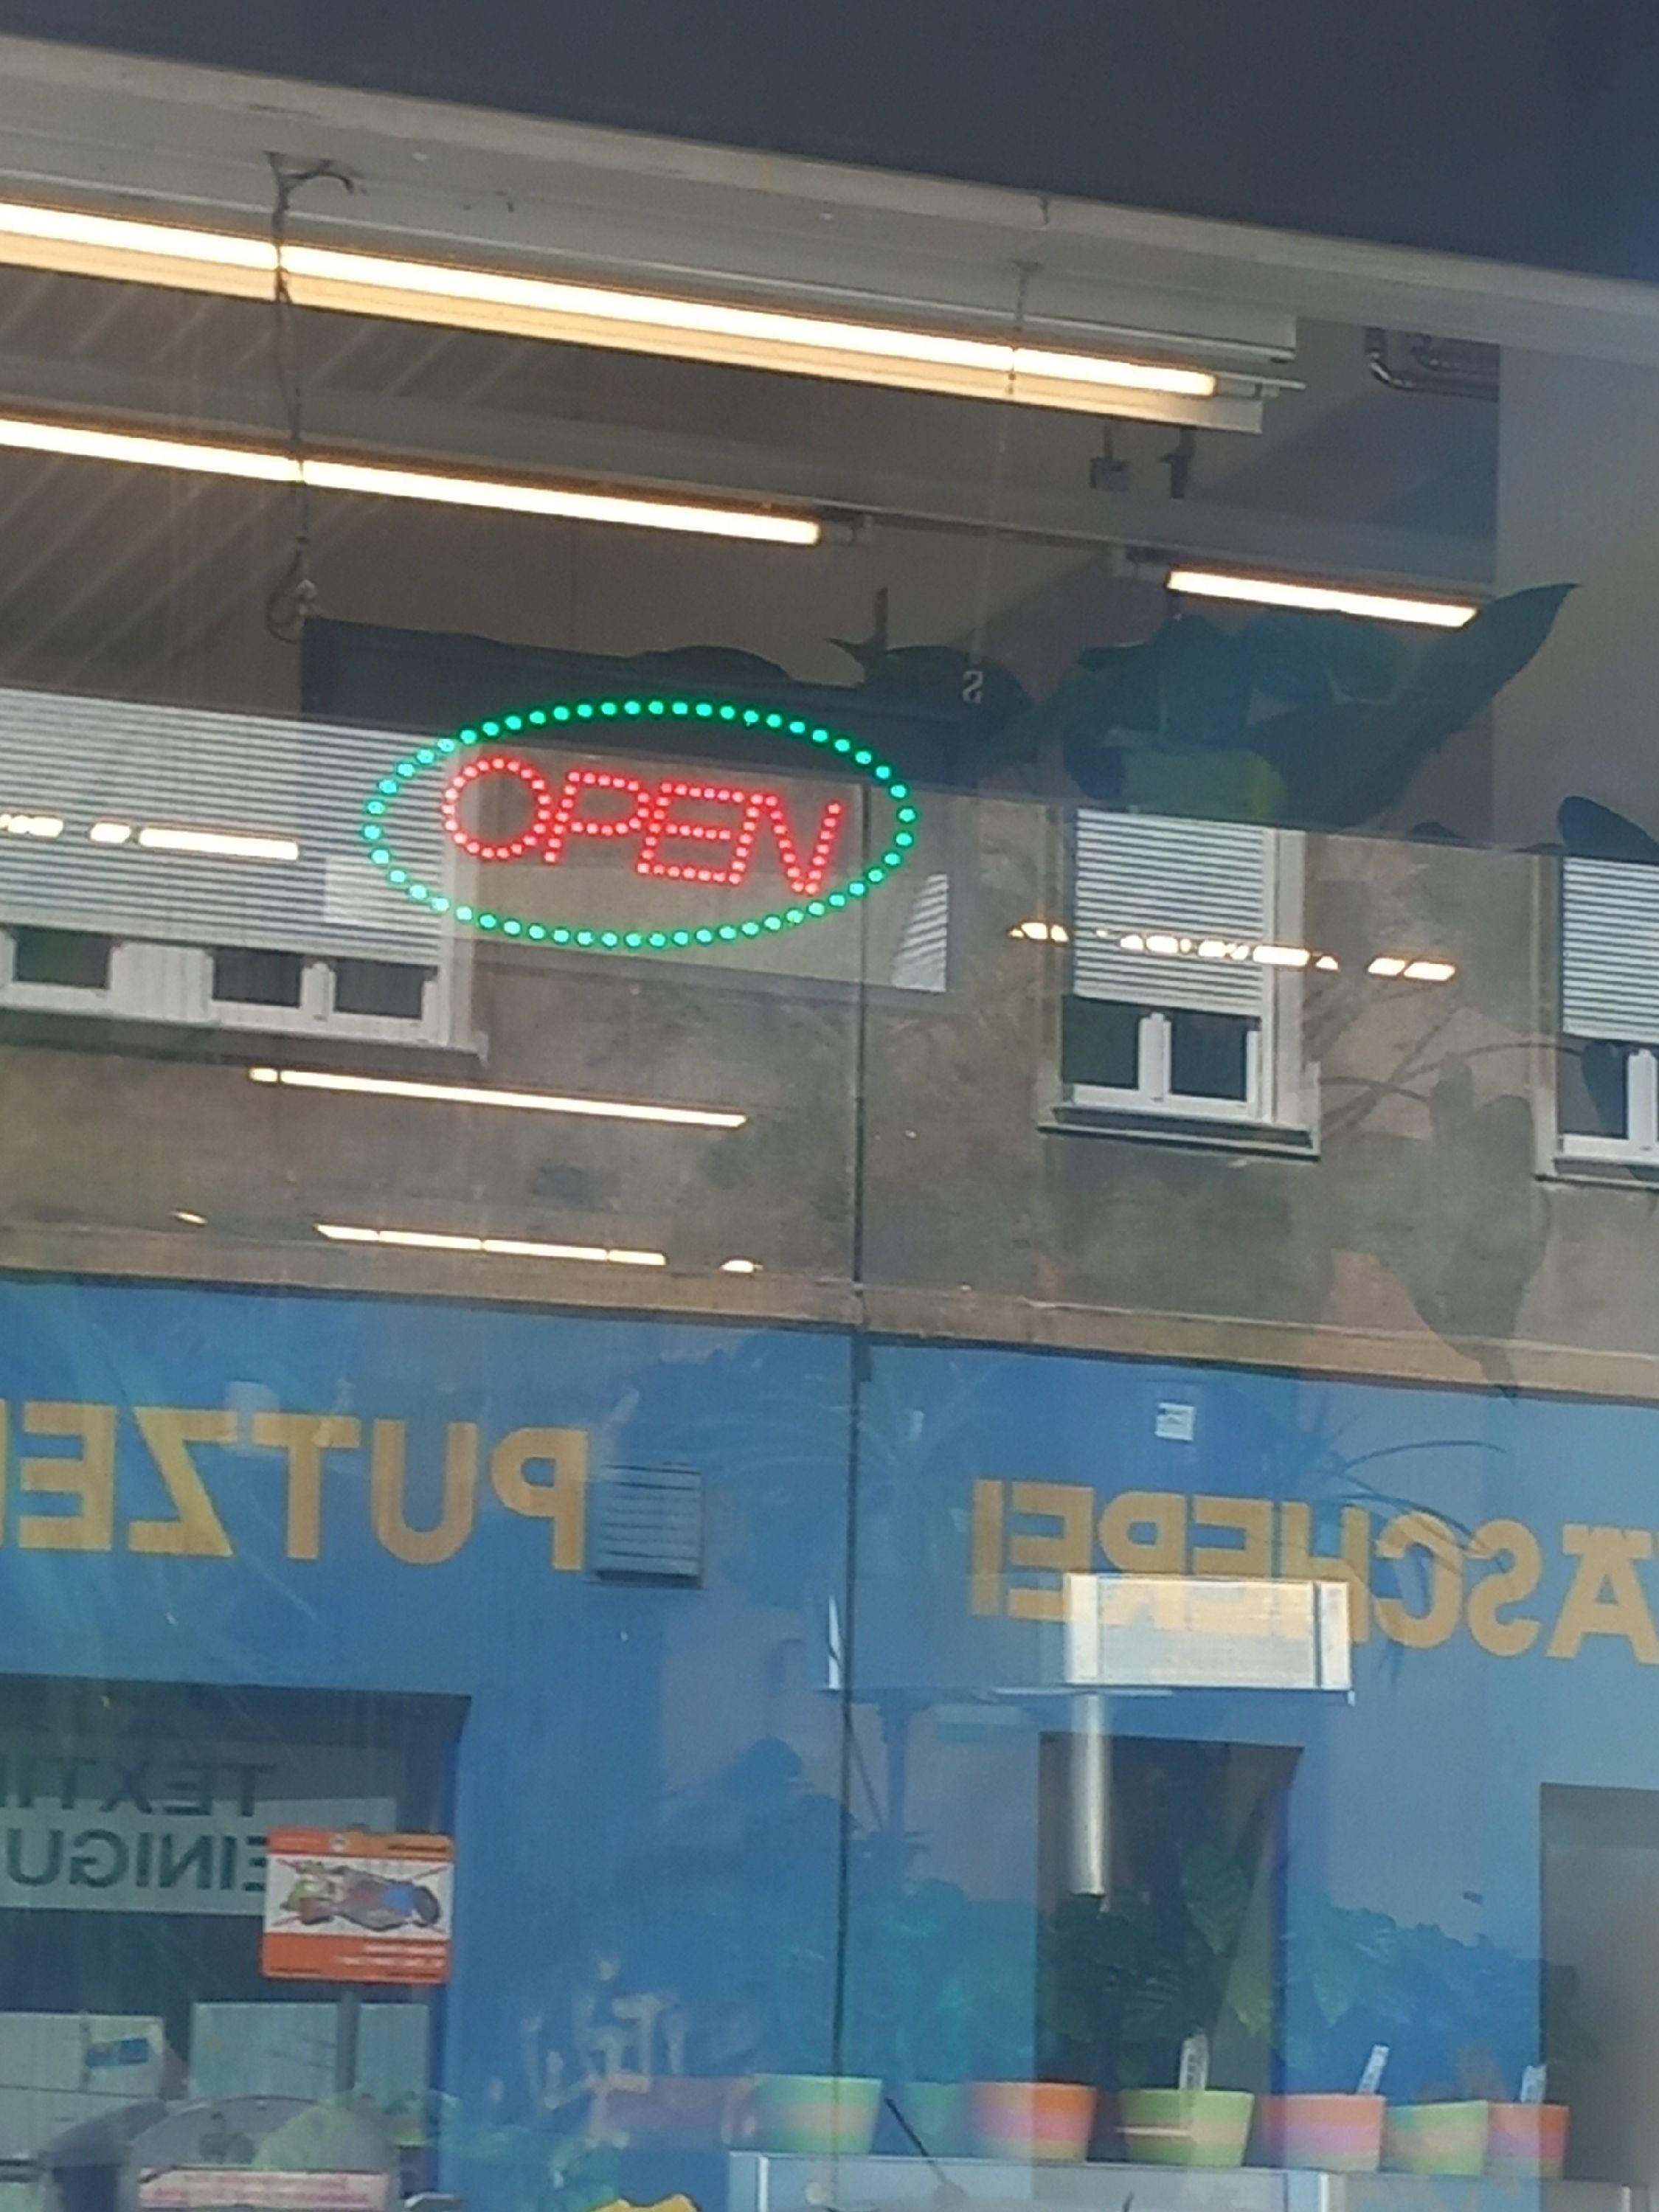 OPEN
PUTZE
ÄSCHEREI
TEXTI
EINIGU